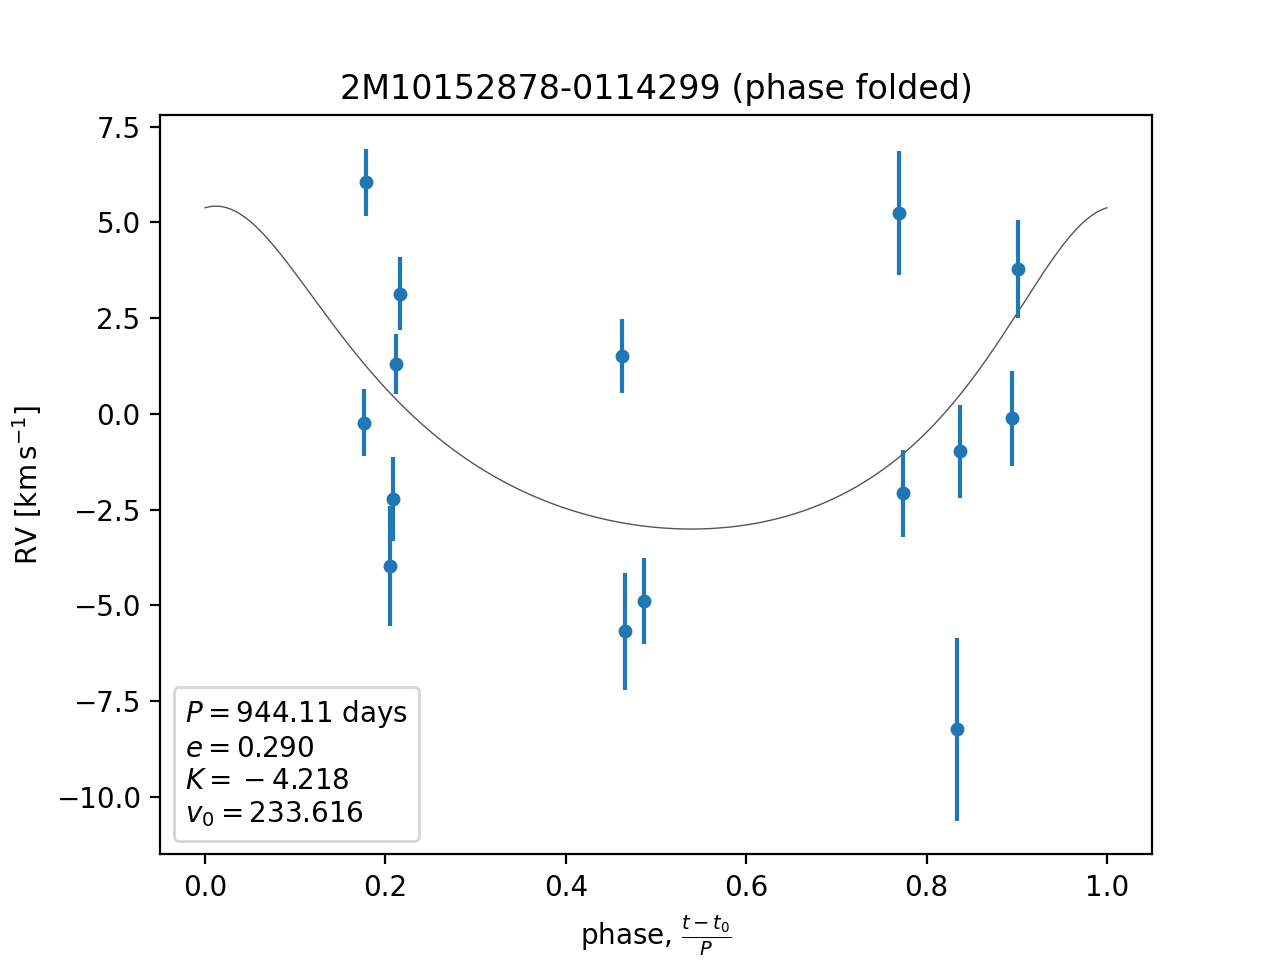 2M10152878-0114299 (phase folded)
7.5
5.0
2.5
0.0
−2.5
−5.0
−7.5
−10.0
RV [km s⁻¹]
P = 944.11 days
e = 0.290
K = −4.218
v₀ = 233.616
0.0 0.2 0.4 0.6 0.8 1.0
phase, (t − t₀)/P